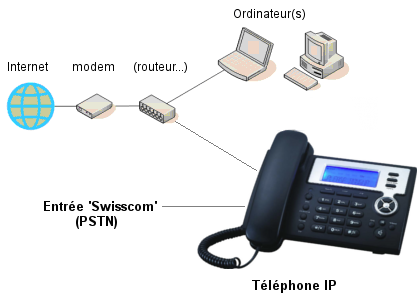 Ordinateur(s)
Internet
modem
(routeur...)
Entrée 'Swisscom'
(PSTN)
Téléphone IP